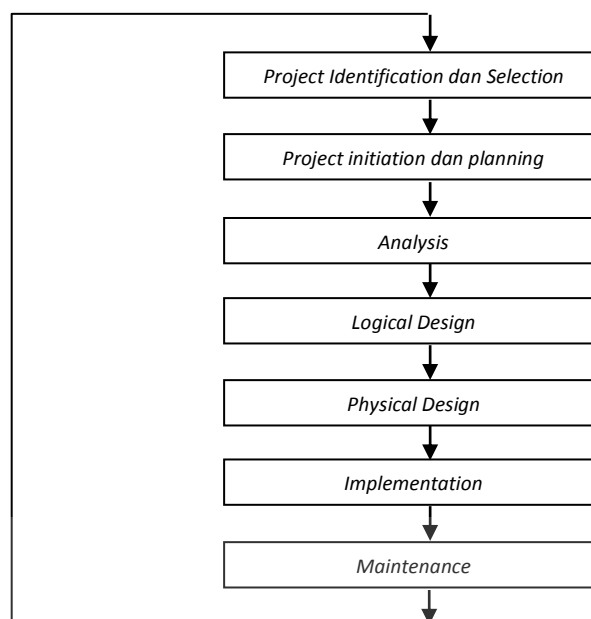 Project Identification dan Selection
Project initiation dan planning
Analysis
Logical Design
Physical Design
Implementation
Maintenance